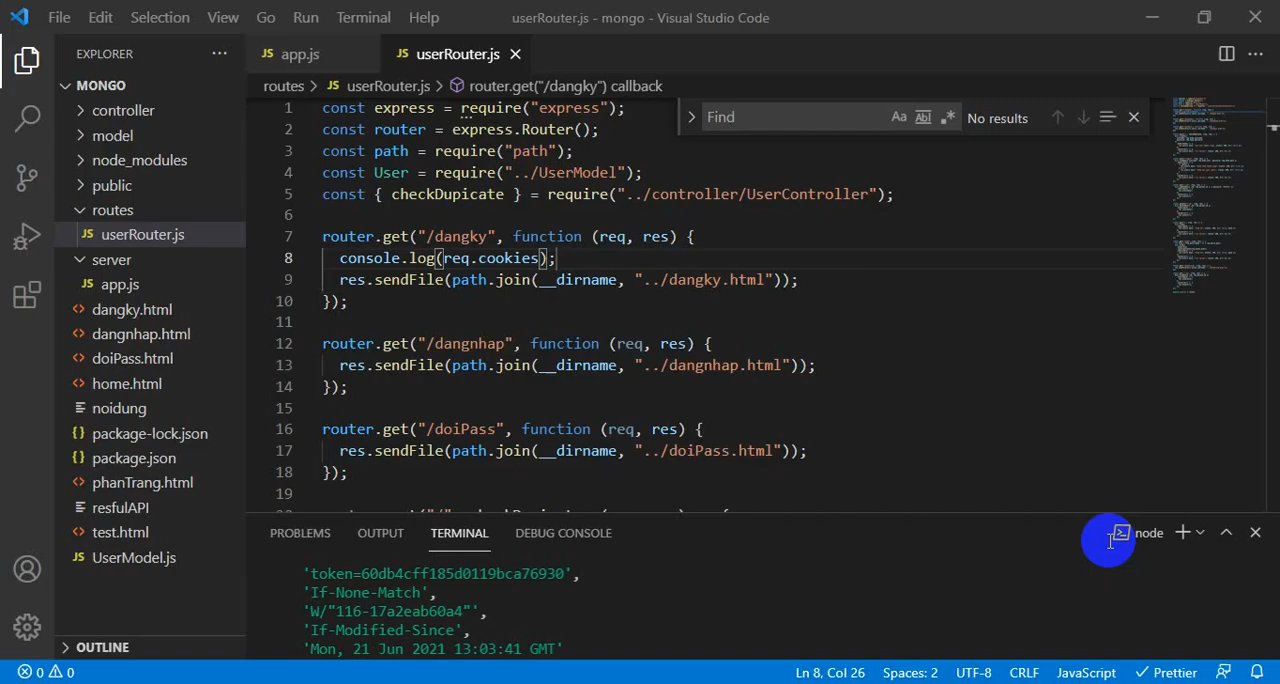 File Edit Selection View Go Run Terminal Help userRouter.js - mongo - Visual Studio Code
EXPLORER
JS app.js
JS userRouter.js
MONGO
controller
model
node_modules
public
routes
JS userRouter.js
server
JS app.js
dangky.html
dangnhap.html
doiPass.html
home.html
noidung
package-lock.json
package.json
phanTrang.html
resfulAPI
test.html
JS UserModel.js
OUTLINE
routes > JS userRouter.js > router.get("/dangky") callback
Find Aa Ab .* No results
1 const express = require("express");
2 const router = express.Router();
3 const path = require("path");
4 const User = require("../UserModel");
5 const { checkDupicate } = require("../controller/UserController");
6
7 router.get("/dangky", function (req, res) {
8 console.log(req.cookies);
9 res.sendFile(path.join(__dirname, "../dangky.html"));
10 });
11
12 router.get("/dangnhap", function (req, res) {
13 res.sendFile(path.join(__dirname, "../dangnhap.html"));
14 });
15
16 router.get("/doiPass", function (req, res) {
17 res.sendFile(path.join(__dirname, "../doiPass.html"));
18 });
19
PROBLEMS OUTPUT TERMINAL DEBUG CONSOLE node
'token=60db4cff185d0119bca76930',
'If-None-Match',
'W/"116-17a2eab60a4"',
'If-Modified-Since',
'Mon, 21 Jun 2021 13:03:41 GMT'
0 0 Ln 8, Col 26 Spaces: 2 UTF-8 CRLF JavaScript Prettier